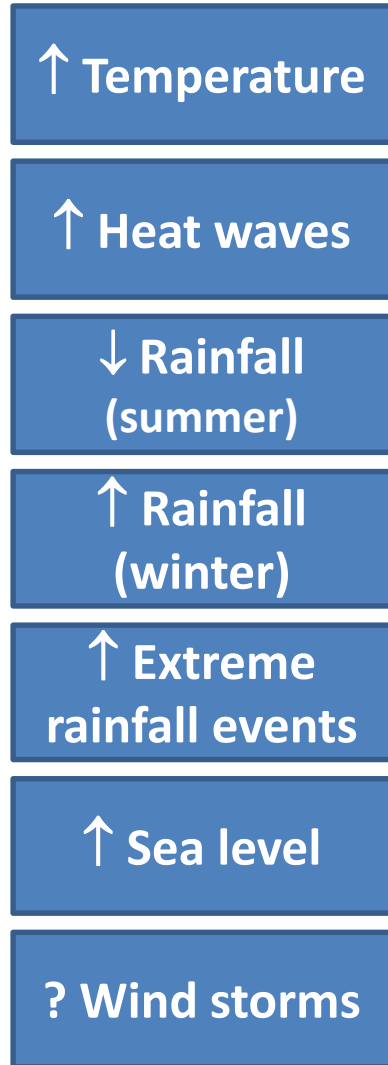 ↑ Temperature
↑ Heat waves
↓ Rainfall
(summer)
↑ Rainfall
(winter)
↑ Extreme
rainfall events
↑ Sea level
? Wind storms